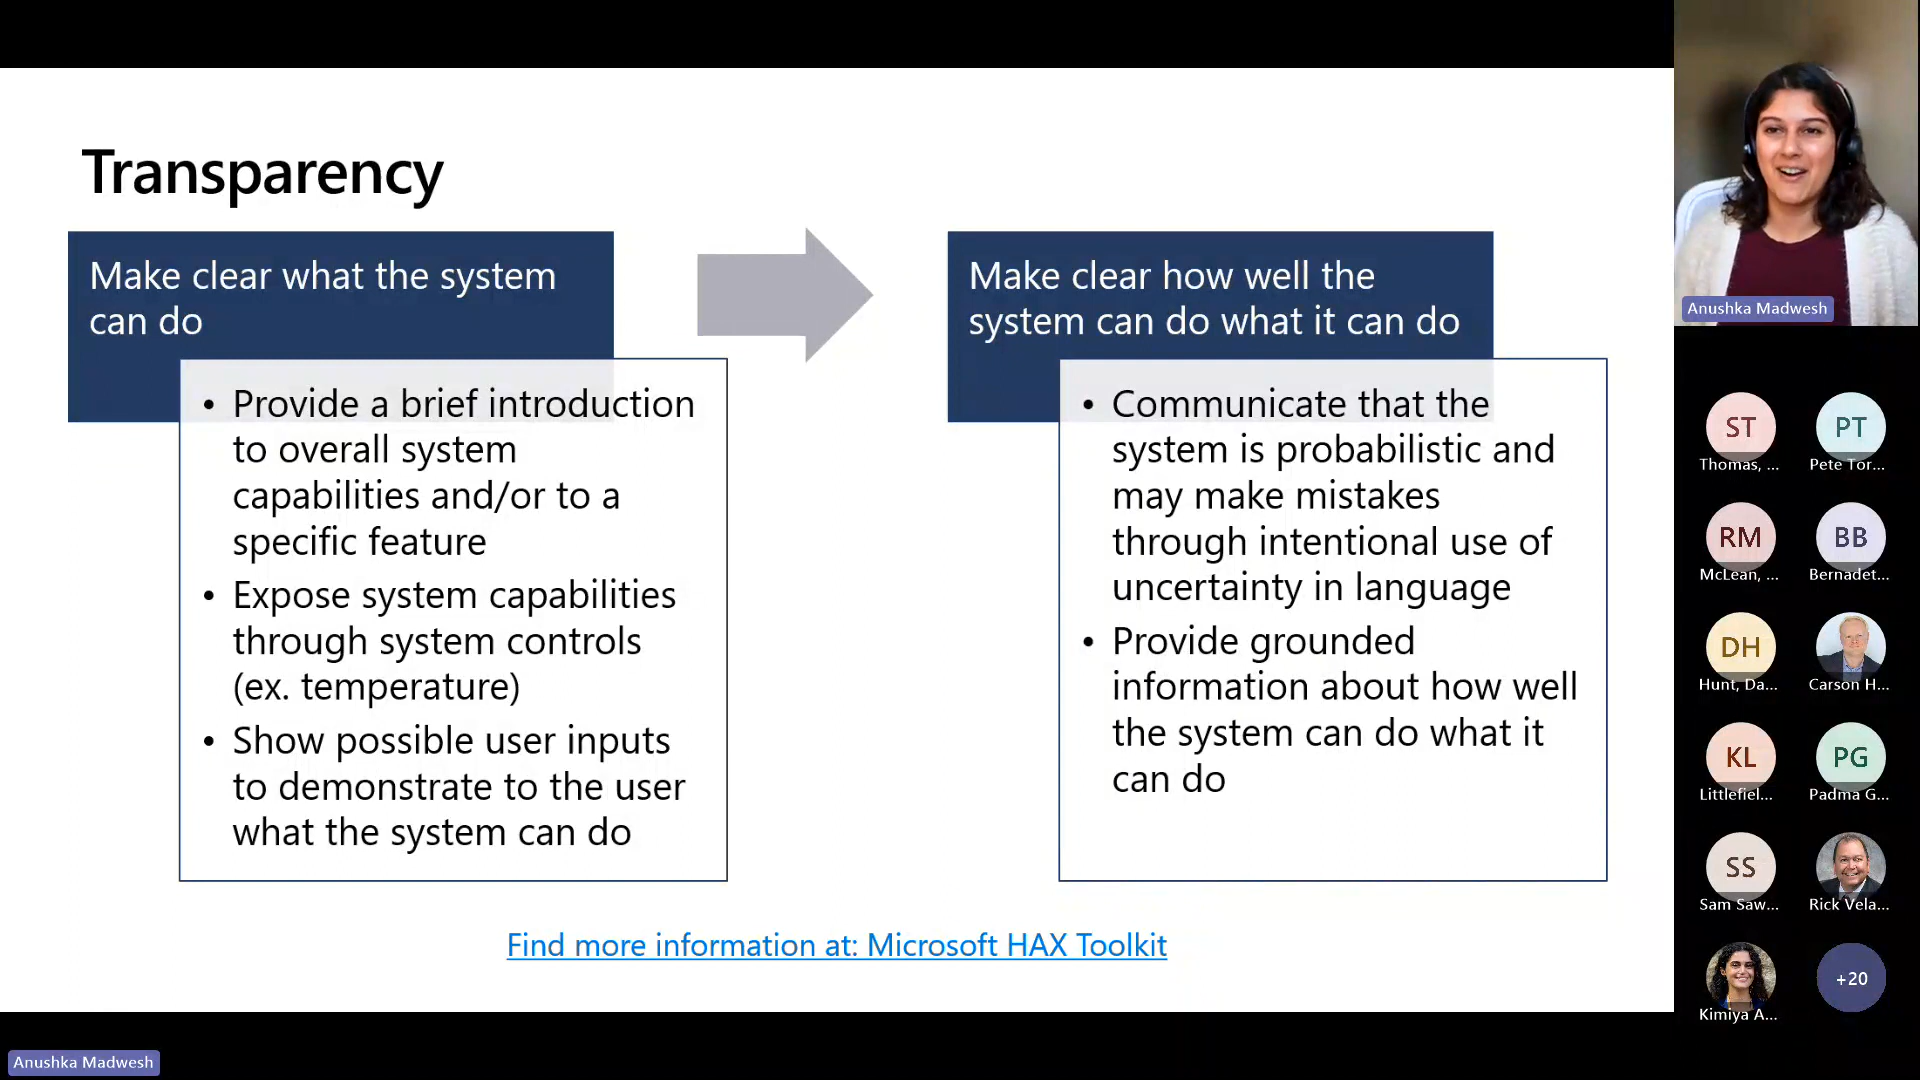 Transparency
Make clear what the system
can do
• Provide a brief introduction
to overall system
capabilities and/or to a
specific feature
• Expose system capabilities
through system controls
(ex. temperature)
• Show possible user inputs
to demonstrate to the user
what the system can do
Make clear how well the
system can do what it can do
• Communicate that the
system is probabilistic and
may make mistakes
through intentional use of
uncertainty in language
• Provide grounded
information about how well
the system can do what it
can do
Find more information at: Microsoft HAX Toolkit
Anushka Madwesh
ST
Thomas, ...
PT
Pete Tor...
RM
McLean, ...
BB
Bernadet...
DH
Hunt, Da...
Carson H...
KL
Littlefiel...
PG
Padma G...
SS
Sam Saw...
Rick Vela...
Kimiya A...
+20
Anushka Madwesh